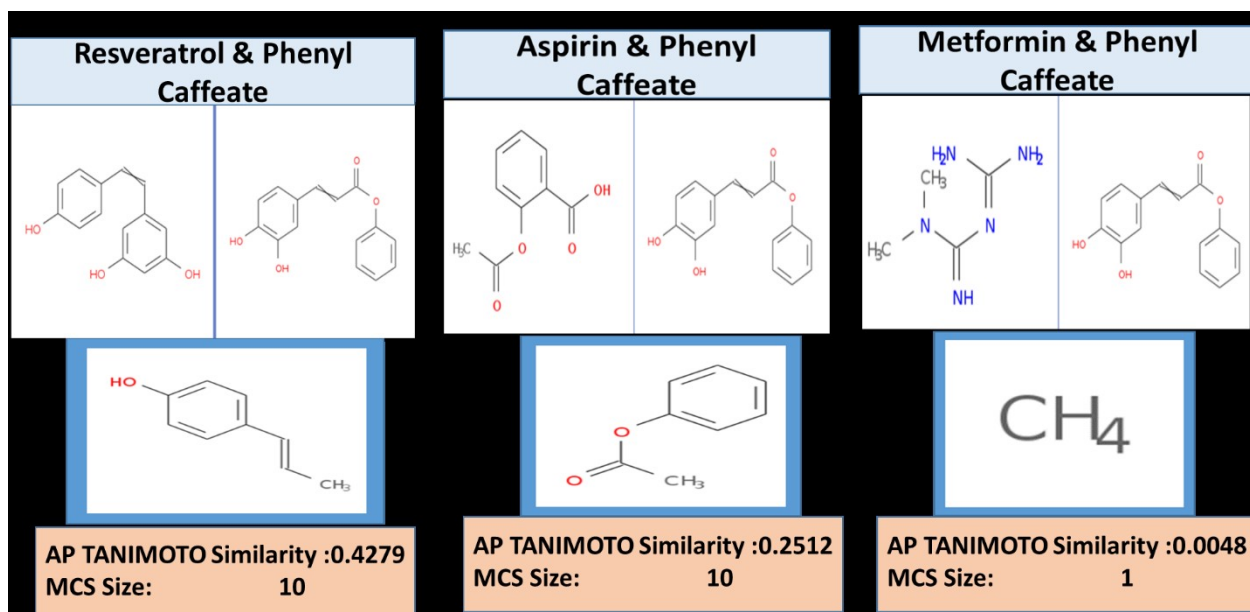 Resveratrol & Phenyl
Caffeate
HO
HO
OH
O
O
HO
OH
HO
CH₃
AP TANIMOTO Similarity :0.4279
MCS Size: 10
Aspirin & Phenyl
Caffeate
OH
O
O
H₃C
O
O
O
HO
OH
O
O
CH₃
AP TANIMOTO Similarity :0.2512
MCS Size: 10
Metformin & Phenyl
Caffeate
H₂N
NH₂
CH₃
N
N
H₃C
NH
O
O
HO
OH
CH₄
AP TANIMOTO Similarity :0.0048
MCS Size: 1